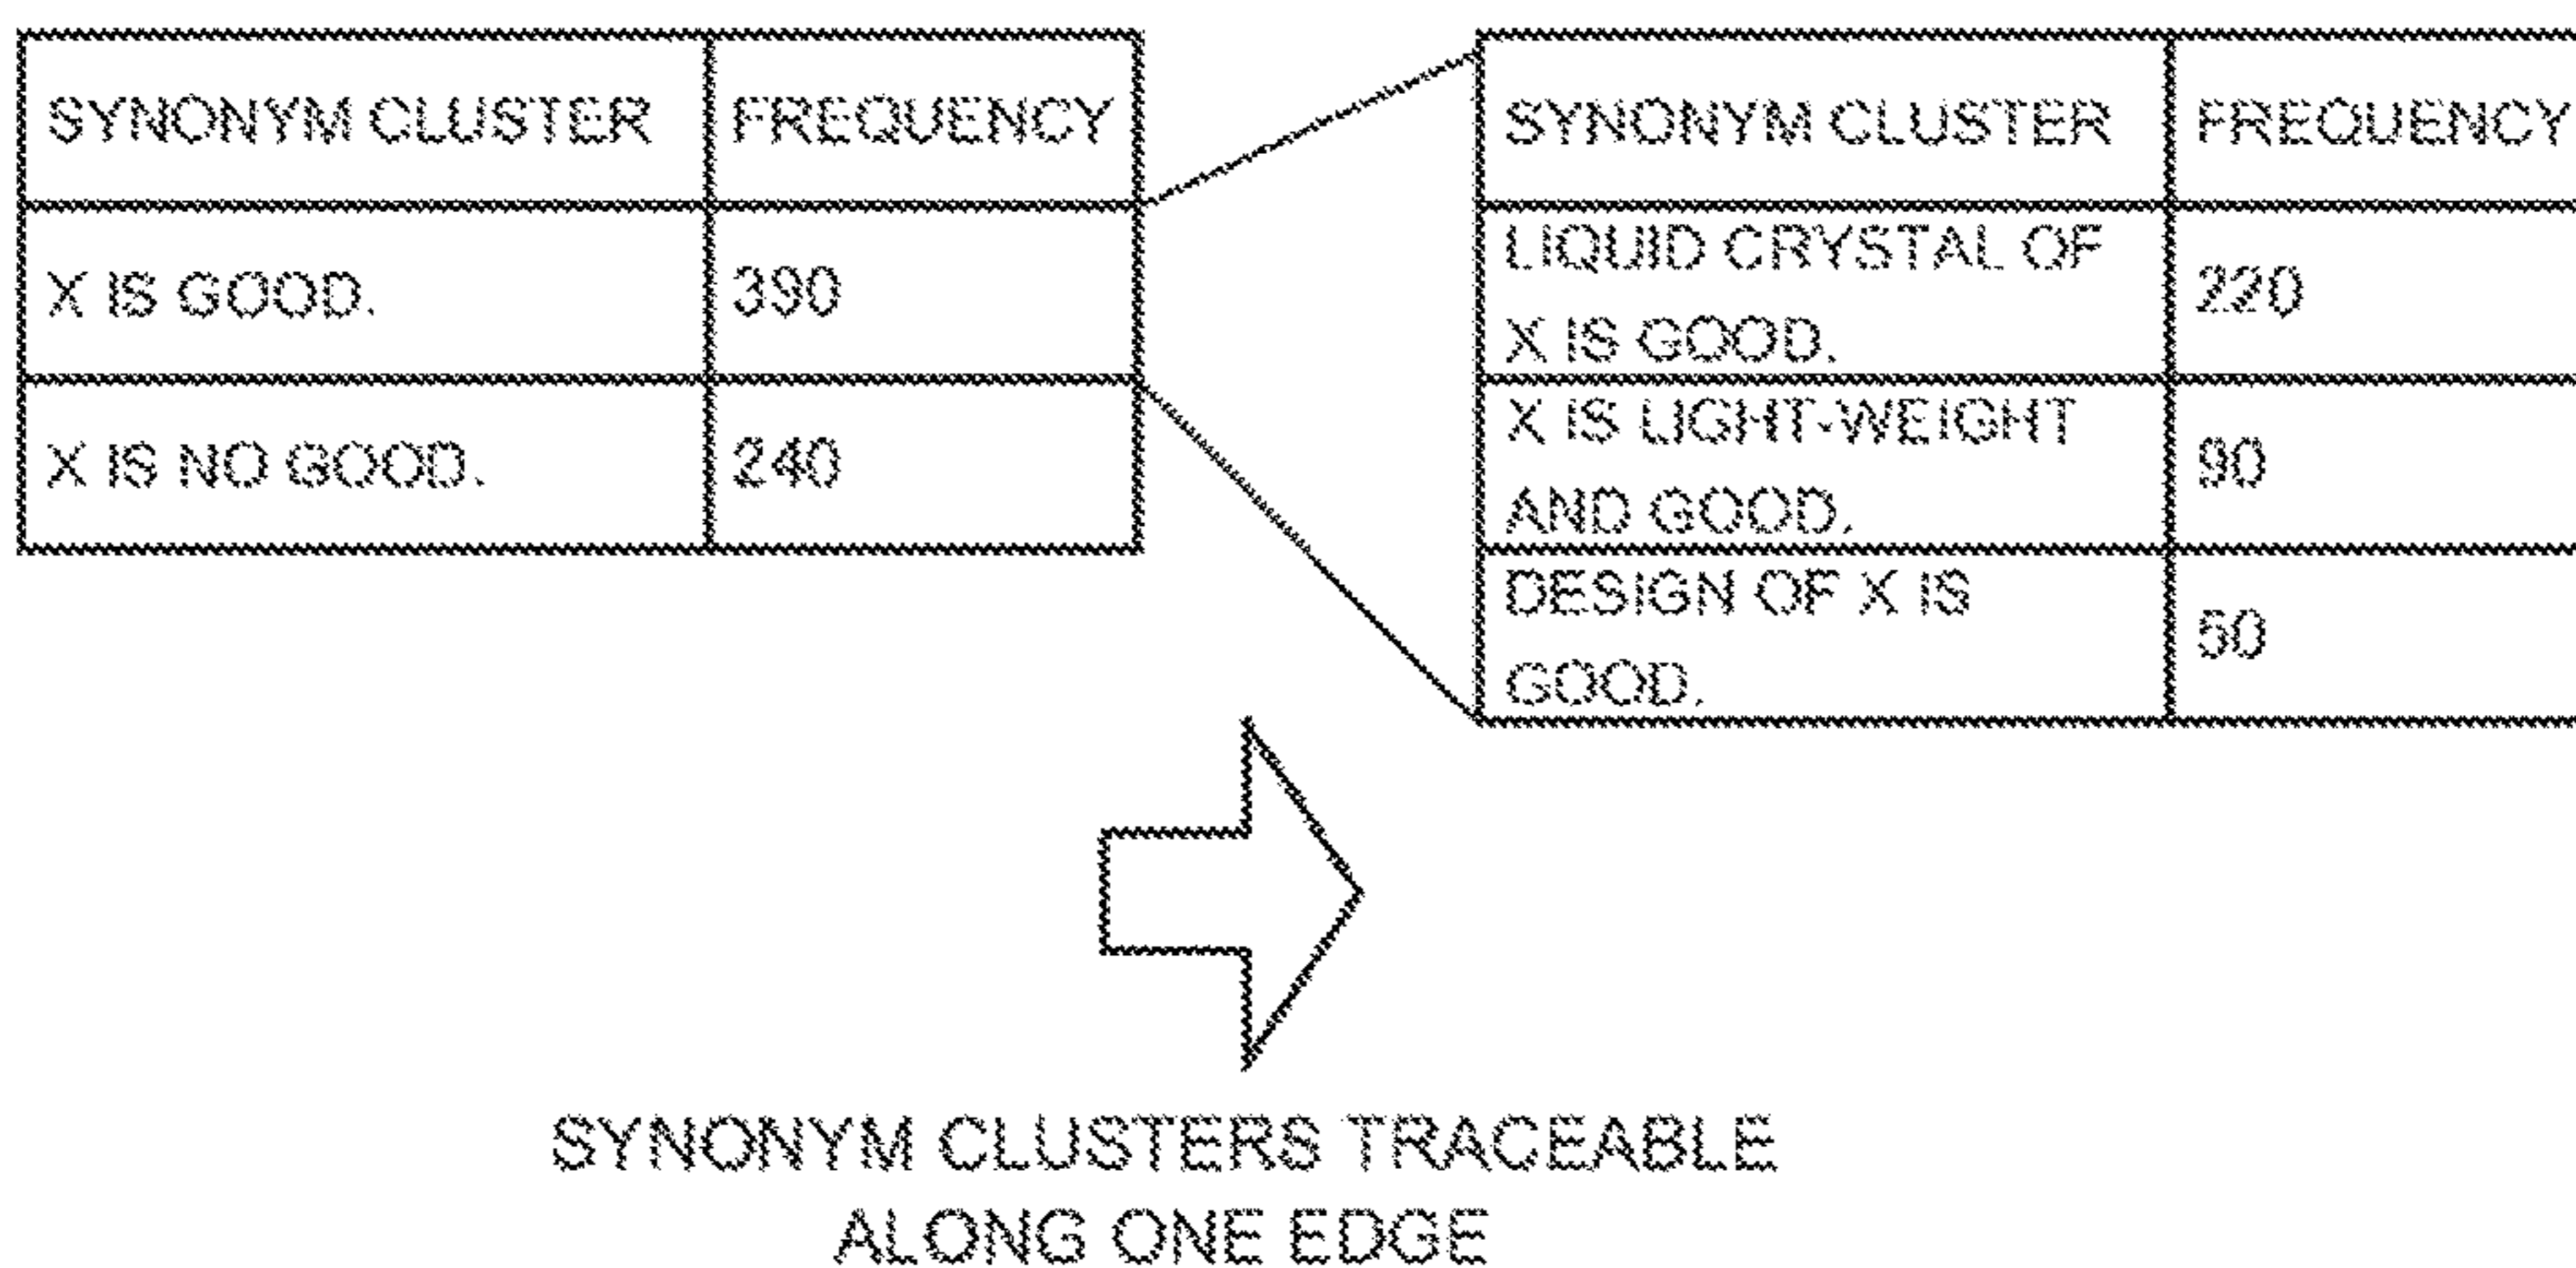 SYNONYM CLUSTER FREQUENCY
X IS GOOD. 390
X IS NO GOOD. 240
SYNONYM CLUSTER FREQUENCY
LIQUID CRYSTAL OF
X IS GOOD. 220
X IS LIGHT-WEIGHT
AND GOOD. 90
DESIGN OF X IS
GOOD. 50
SYNONYM CLUSTERS TRACEABLE
ALONG ONE EDGE